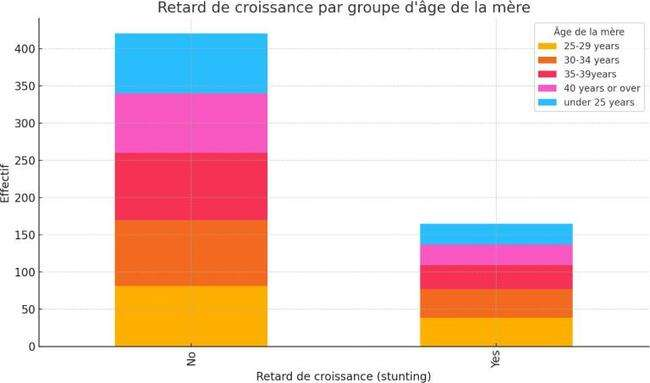 Retard de croissance par groupe d'âge de la mère
Âge de la mère
25-29 years
30-34 years
35-39years
40 years or over
under 25 years
Effectif
400
350
300
250
200
150
100
50
0
No
Yes
Retard de croissance (stunting)